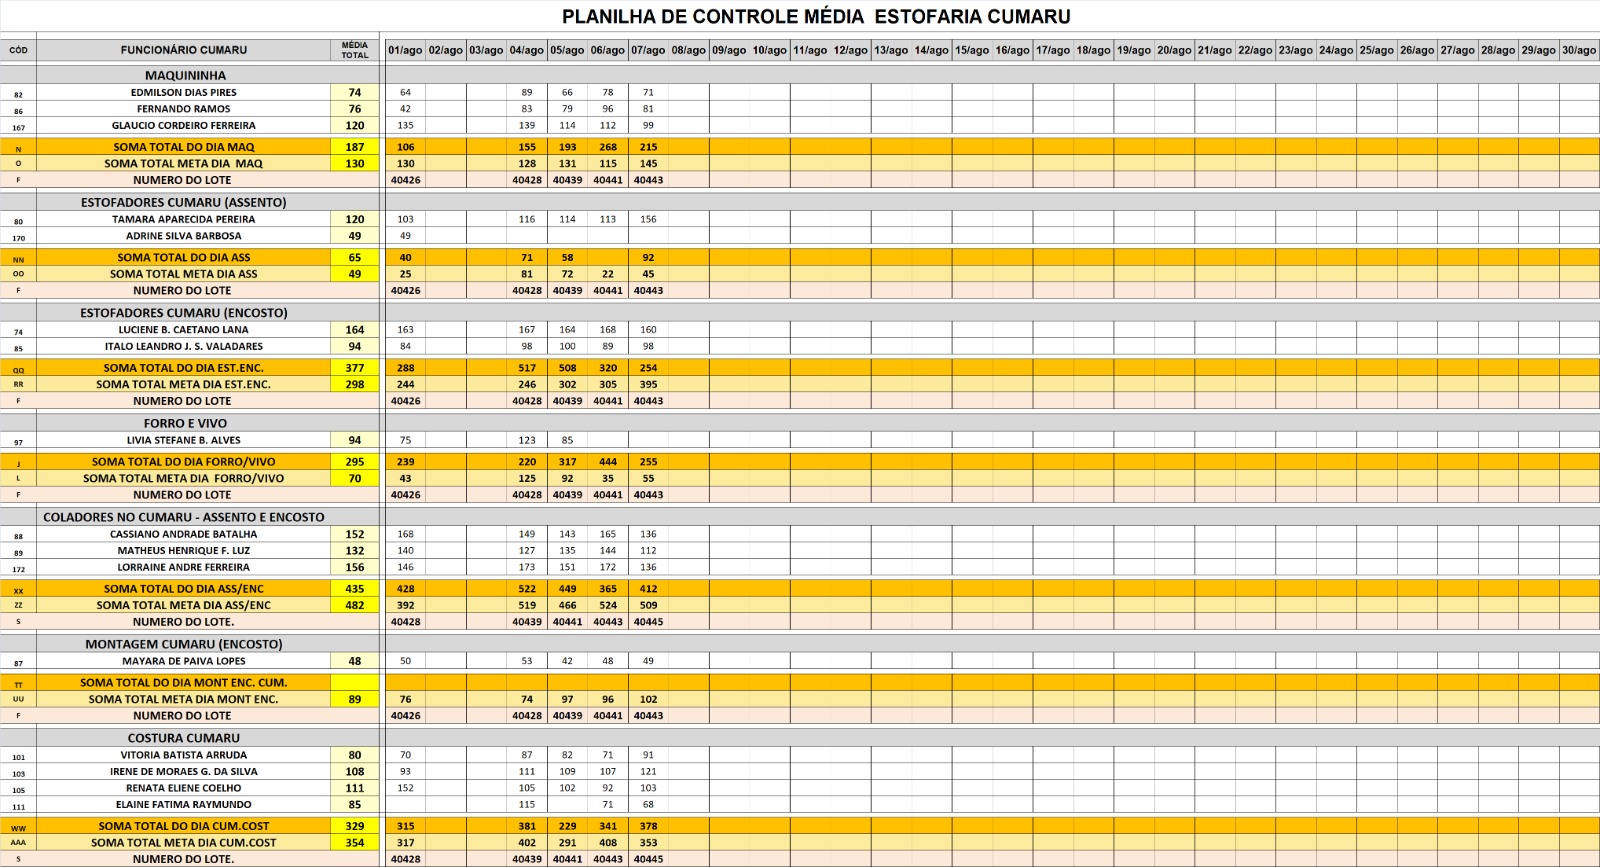 PLANILHA DE CONTROLE MÉDIA ESTOFARIA CUMARU
CÓD FUNCIONÁRIO CUMARU MÉDIA TOTAL 01/ago 02/ago 03/ago 04/ago 05/ago 06/ago 07/ago 08/ago 09/ago 10/ago 11/ago 12/ago 13/ago 14/ago 15/ago 16/ago 17/ago 18/ago 19/ago 20/ago 21/ago 22/ago 23/ago 24/ago 25/ago 26/ago 27/ago 28/ago 29/ago 30/ago
MAQUININHA
82 EDMILSON DIAS PIRES 74 64 89 66 78 71
86 FERNANDO RAMOS 76 42 83 79 96 81
167 GLAUCIO CORDEIRO FERREIRA 120 135 139 114 112 99
N SOMA TOTAL DO DIA MAQ 187 106 155 193 268 215
O SOMA TOTAL META DIA MAQ 130 130 128 131 115 145
F NUMERO DO LOTE 40426 40428 40439 40441 40443
ESTOFADORES CUMARU (ASSENTO)
80 TAMARA APARECIDA PEREIRA 120 103 116 114 113 156
170 ADRINE SILVA BARBOSA 49 49
NN SOMA TOTAL DO DIA ASS 65 40 71 58 92
OO SOMA TOTAL META DIA ASS 49 25 81 72 22 45
F NUMERO DO LOTE 40426 40428 40439 40441 40443
ESTOFADORES CUMARU (ENCOSTO)
74 LUCIENE B. CAETANO LANA 164 163 167 164 168 160
85 ITALO LEANDRO J. S. VALADARES 94 84 98 100 89 98
QQ SOMA TOTAL DO DIA EST.ENC. 377 288 517 508 320 254
RR SOMA TOTAL META DIA EST.ENC. 298 244 246 302 305 395
F NUMERO DO LOTE 40426 40428 40439 40441 40443
FORRO E VIVO
97 LIVIA STEFANE B. ALVES 94 75 123 85
J SOMA TOTAL DO DIA FORRO/VIVO 295 239 220 317 444 255
L SOMA TOTAL META DIA FORRO/VIVO 70 43 125 92 35 55
F NUMERO DO LOTE 40426 40428 40439 40441 40443
COLADORES NO CUMARU - ASSENTO E ENCOSTO
88 CASSIANO ANDRADE BATALHA 152 168 149 143 165 136
89 MATHEUS HENRIQUE F. LUZ 132 140 127 135 144 112
172 LORRAINE ANDRE FERREIRA 156 146 173 151 172 136
XX SOMA TOTAL DO DIA ASS/ENC 435 428 522 449 365 412
ZZ SOMA TOTAL META DIA ASS/ENC 482 392 519 466 524 509
S NUMERO DO LOTE. 40428 40439 40441 40443 40445
MONTAGEM CUMARU (ENCOSTO)
87 MAYARA DE PAIVA LOPES 48 50 53 42 48 49
TT SOMA TOTAL DO DIA MONT ENC. CUM.
UU SOMA TOTAL META DIA MONT ENC. 89 76 74 97 96 102
F NUMERO DO LOTE 40426 40428 40439 40441 40443
COSTURA CUMARU
101 VITORIA BATISTA ARRUDA 80 70 87 82 71 91
103 IRENE DE MORAES G. DA SILVA 108 93 111 109 107 121
105 RENATA ELIENE COELHO 111 152 105 102 92 103
111 ELAINE FATIMA RAYMUNDO 85 115 71 68
WW SOMA TOTAL DO DIA CUM.COST 329 315 381 229 341 378
AAA SOMA TOTAL META DIA CUM.COST 354 317 402 291 408 353
S NUMERO DO LOTE. 40428 40439 40441 40443 40445